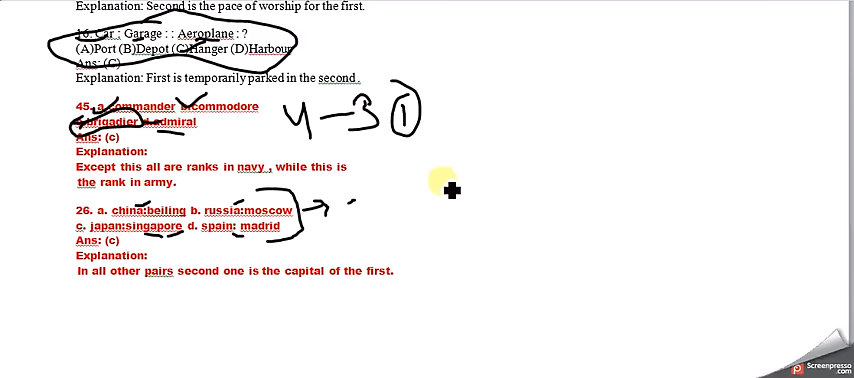 Explanation: Second is the pace of worship for the first.
16. Car : Garage : : Aeroplane : ?
(A)Port (B)Depot (C)Hanger (D)Harbour
Ans: (C)
Explanation: First is temporarily parked in the second .
45. a commander b.commodore
brigadier d.admiral
Ans: (c)
Explanation:
Except this all are ranks in navy , while this is
the rank in army.
4-3 1
26. a. china:beiling b. russia:moscow
c. japan:singapore d. spain: madrid
Ans: (c)
Explanation:
In all other pairs second one is the capital of the first.
Screenpresso
.com